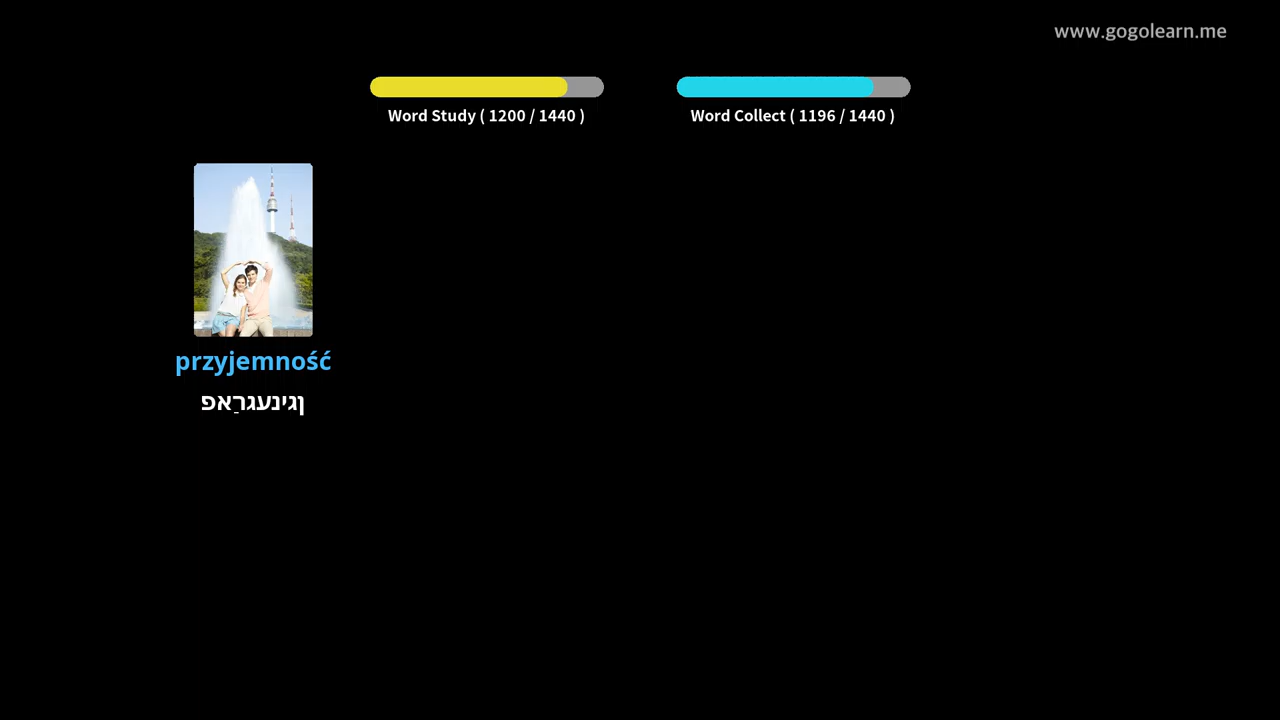 www.gogolearn.me
Word Study ( 1200 / 1440 )
Word Collect ( 1196 / 1440 )
przyjemność
פאַרגעניגן